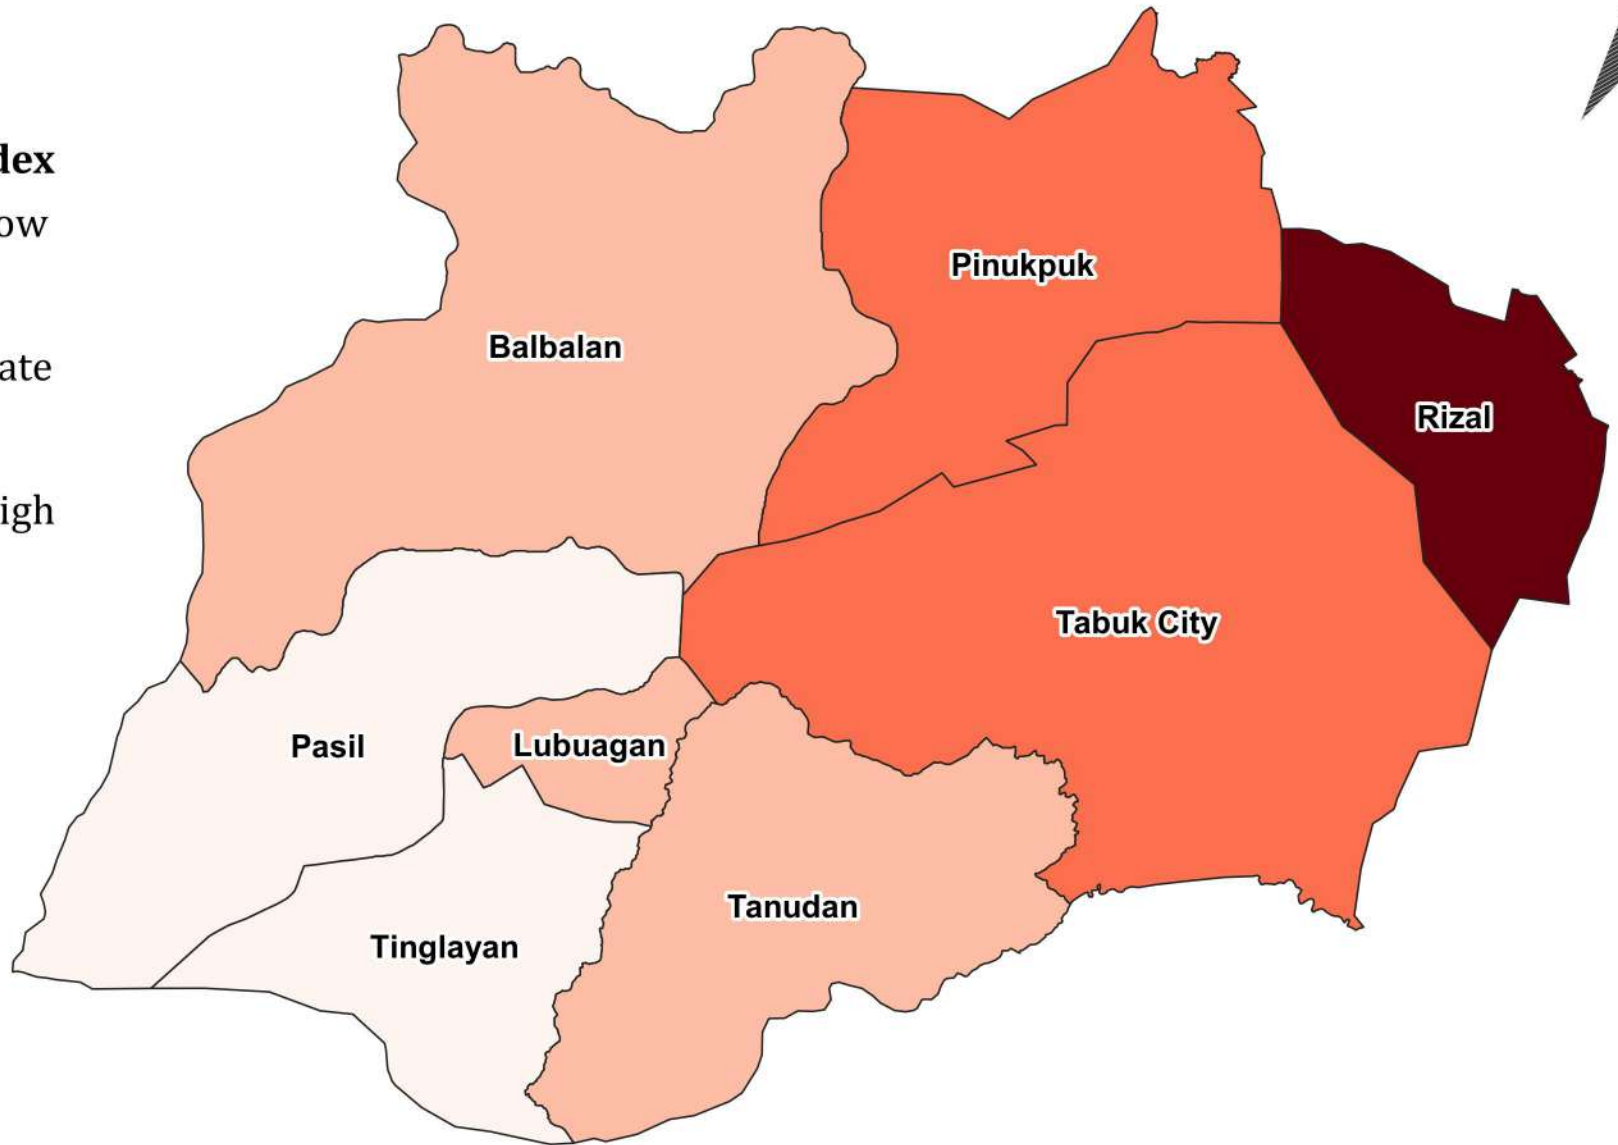 dex
ow
ate
igh
Balbalan
Pinukpuk
Rizal
Tabuk City
Pasil
Lubuagan
Tanudan
Tinglayan